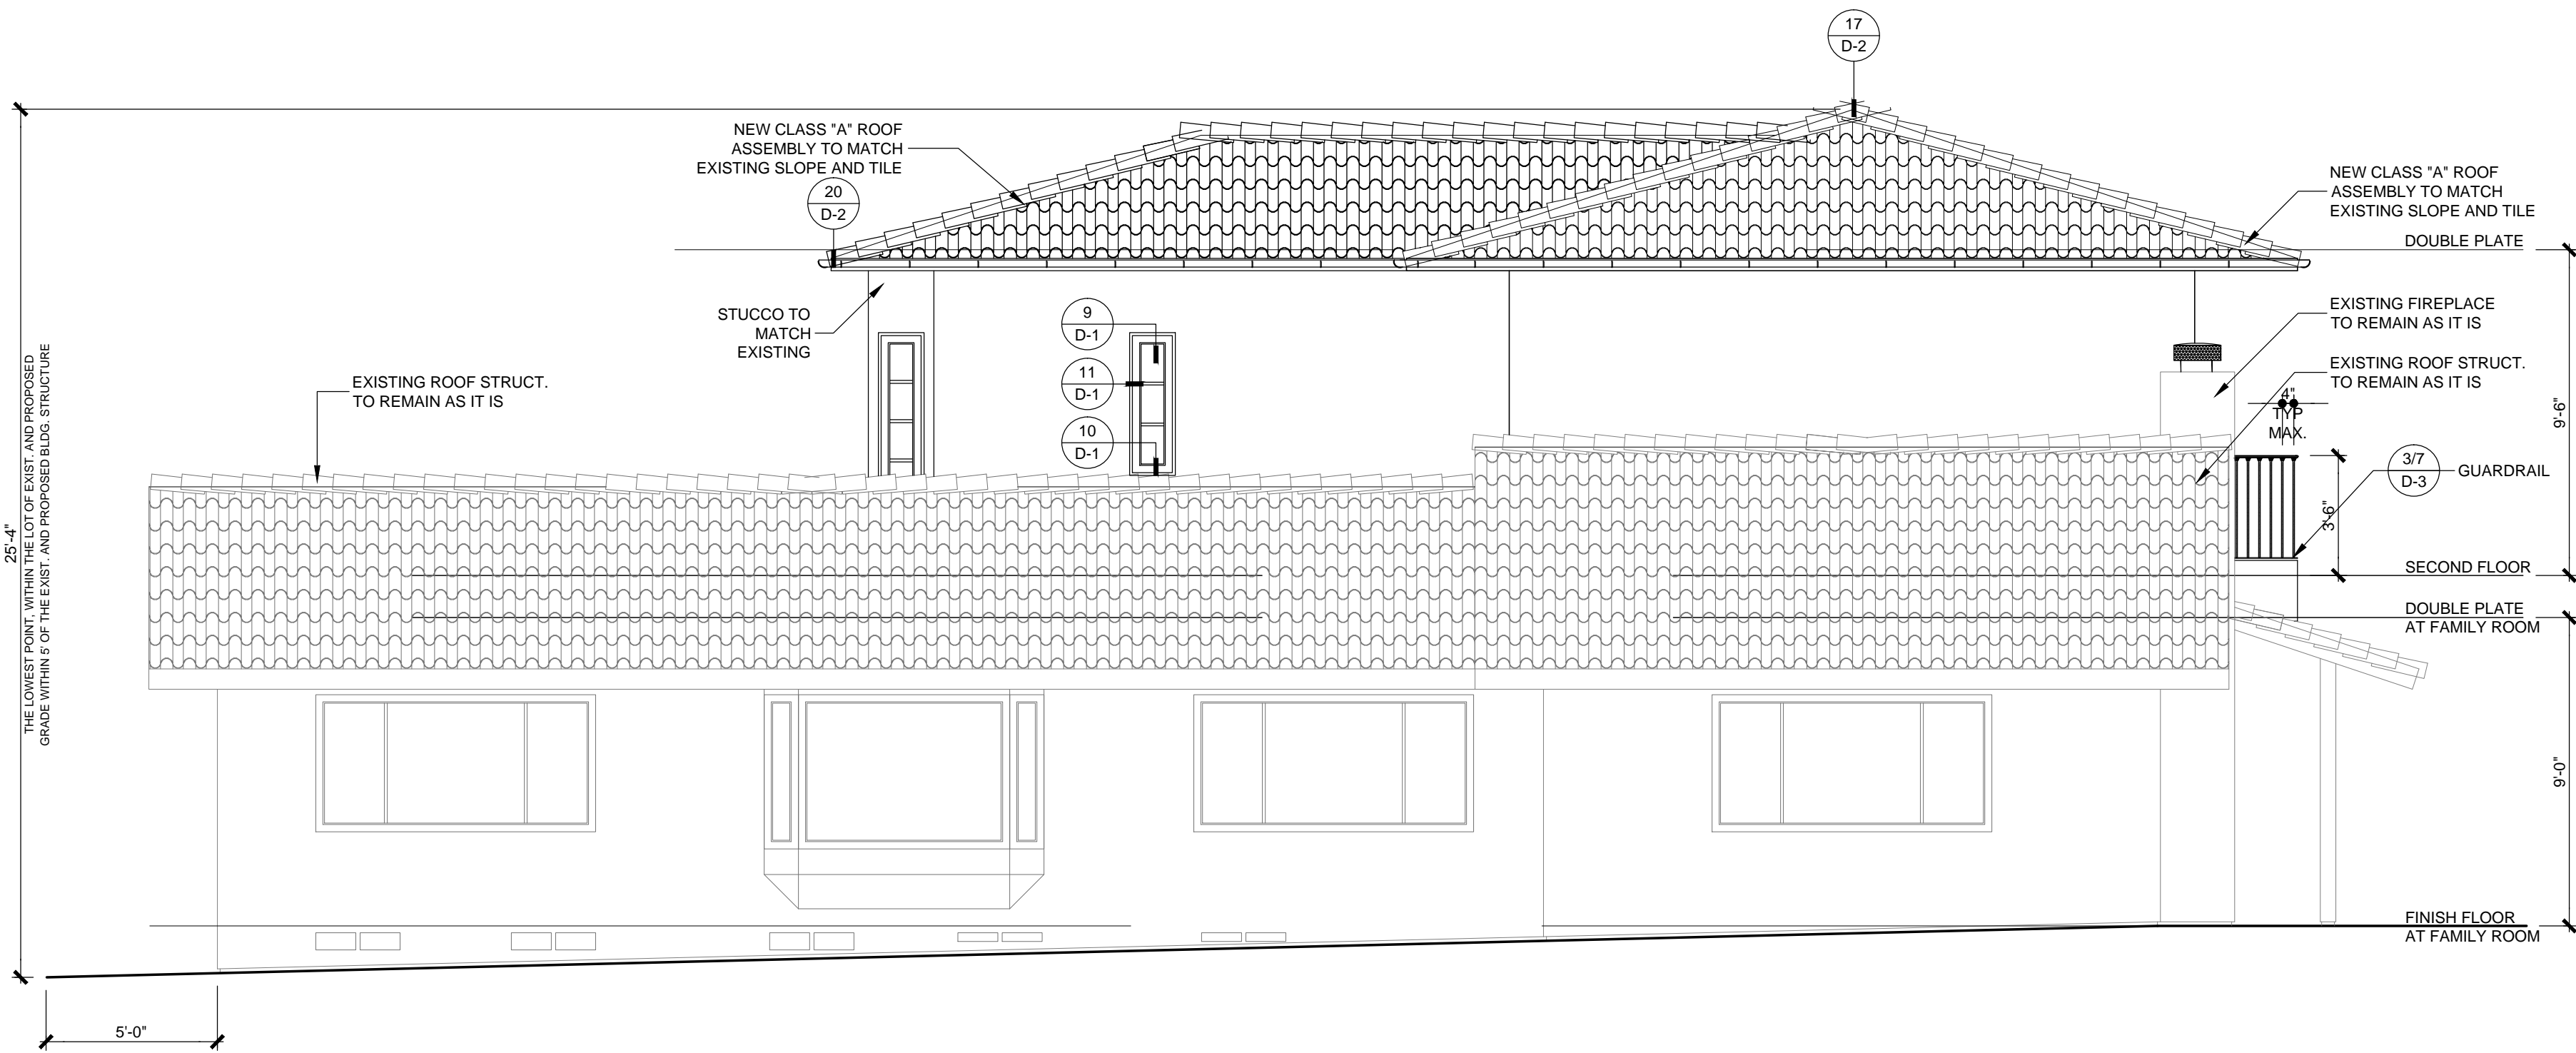 17
D-2
NEW CLASS "A" ROOF
ASSEMBLY TO MATCH
EXISTING SLOPE AND TILE
20
D-2
NEW CLASS "A" ROOF
ASSEMBLY TO MATCH
EXISTING SLOPE AND TILE
DOUBLE PLATE
STUCCO TO
MATCH
EXISTING
9
D-1
11
D-1
10
D-1
EXISTING FIREPLACE
TO REMAIN AS IT IS
EXISTING ROOF STRUCT.
TO REMAIN AS IT IS
EXISTING ROOF STRUCT.
TO REMAIN AS IT IS
4"
TYP
MAX.
9'-6"
3/7
D-3
GUARDRAIL
3'-6"
25'-4"
THE LOWEST POINT, WITHIN THE LOT OF EXIST. AND PROPOSED
GRADE WITHIN 5' OF THE EXIST. AND PROPOSED BLDG. STRUCTURE
SECOND FLOOR
DOUBLE PLATE
AT FAMILY ROOM
9'-0"
FINISH FLOOR
AT FAMILY ROOM
5'-0"